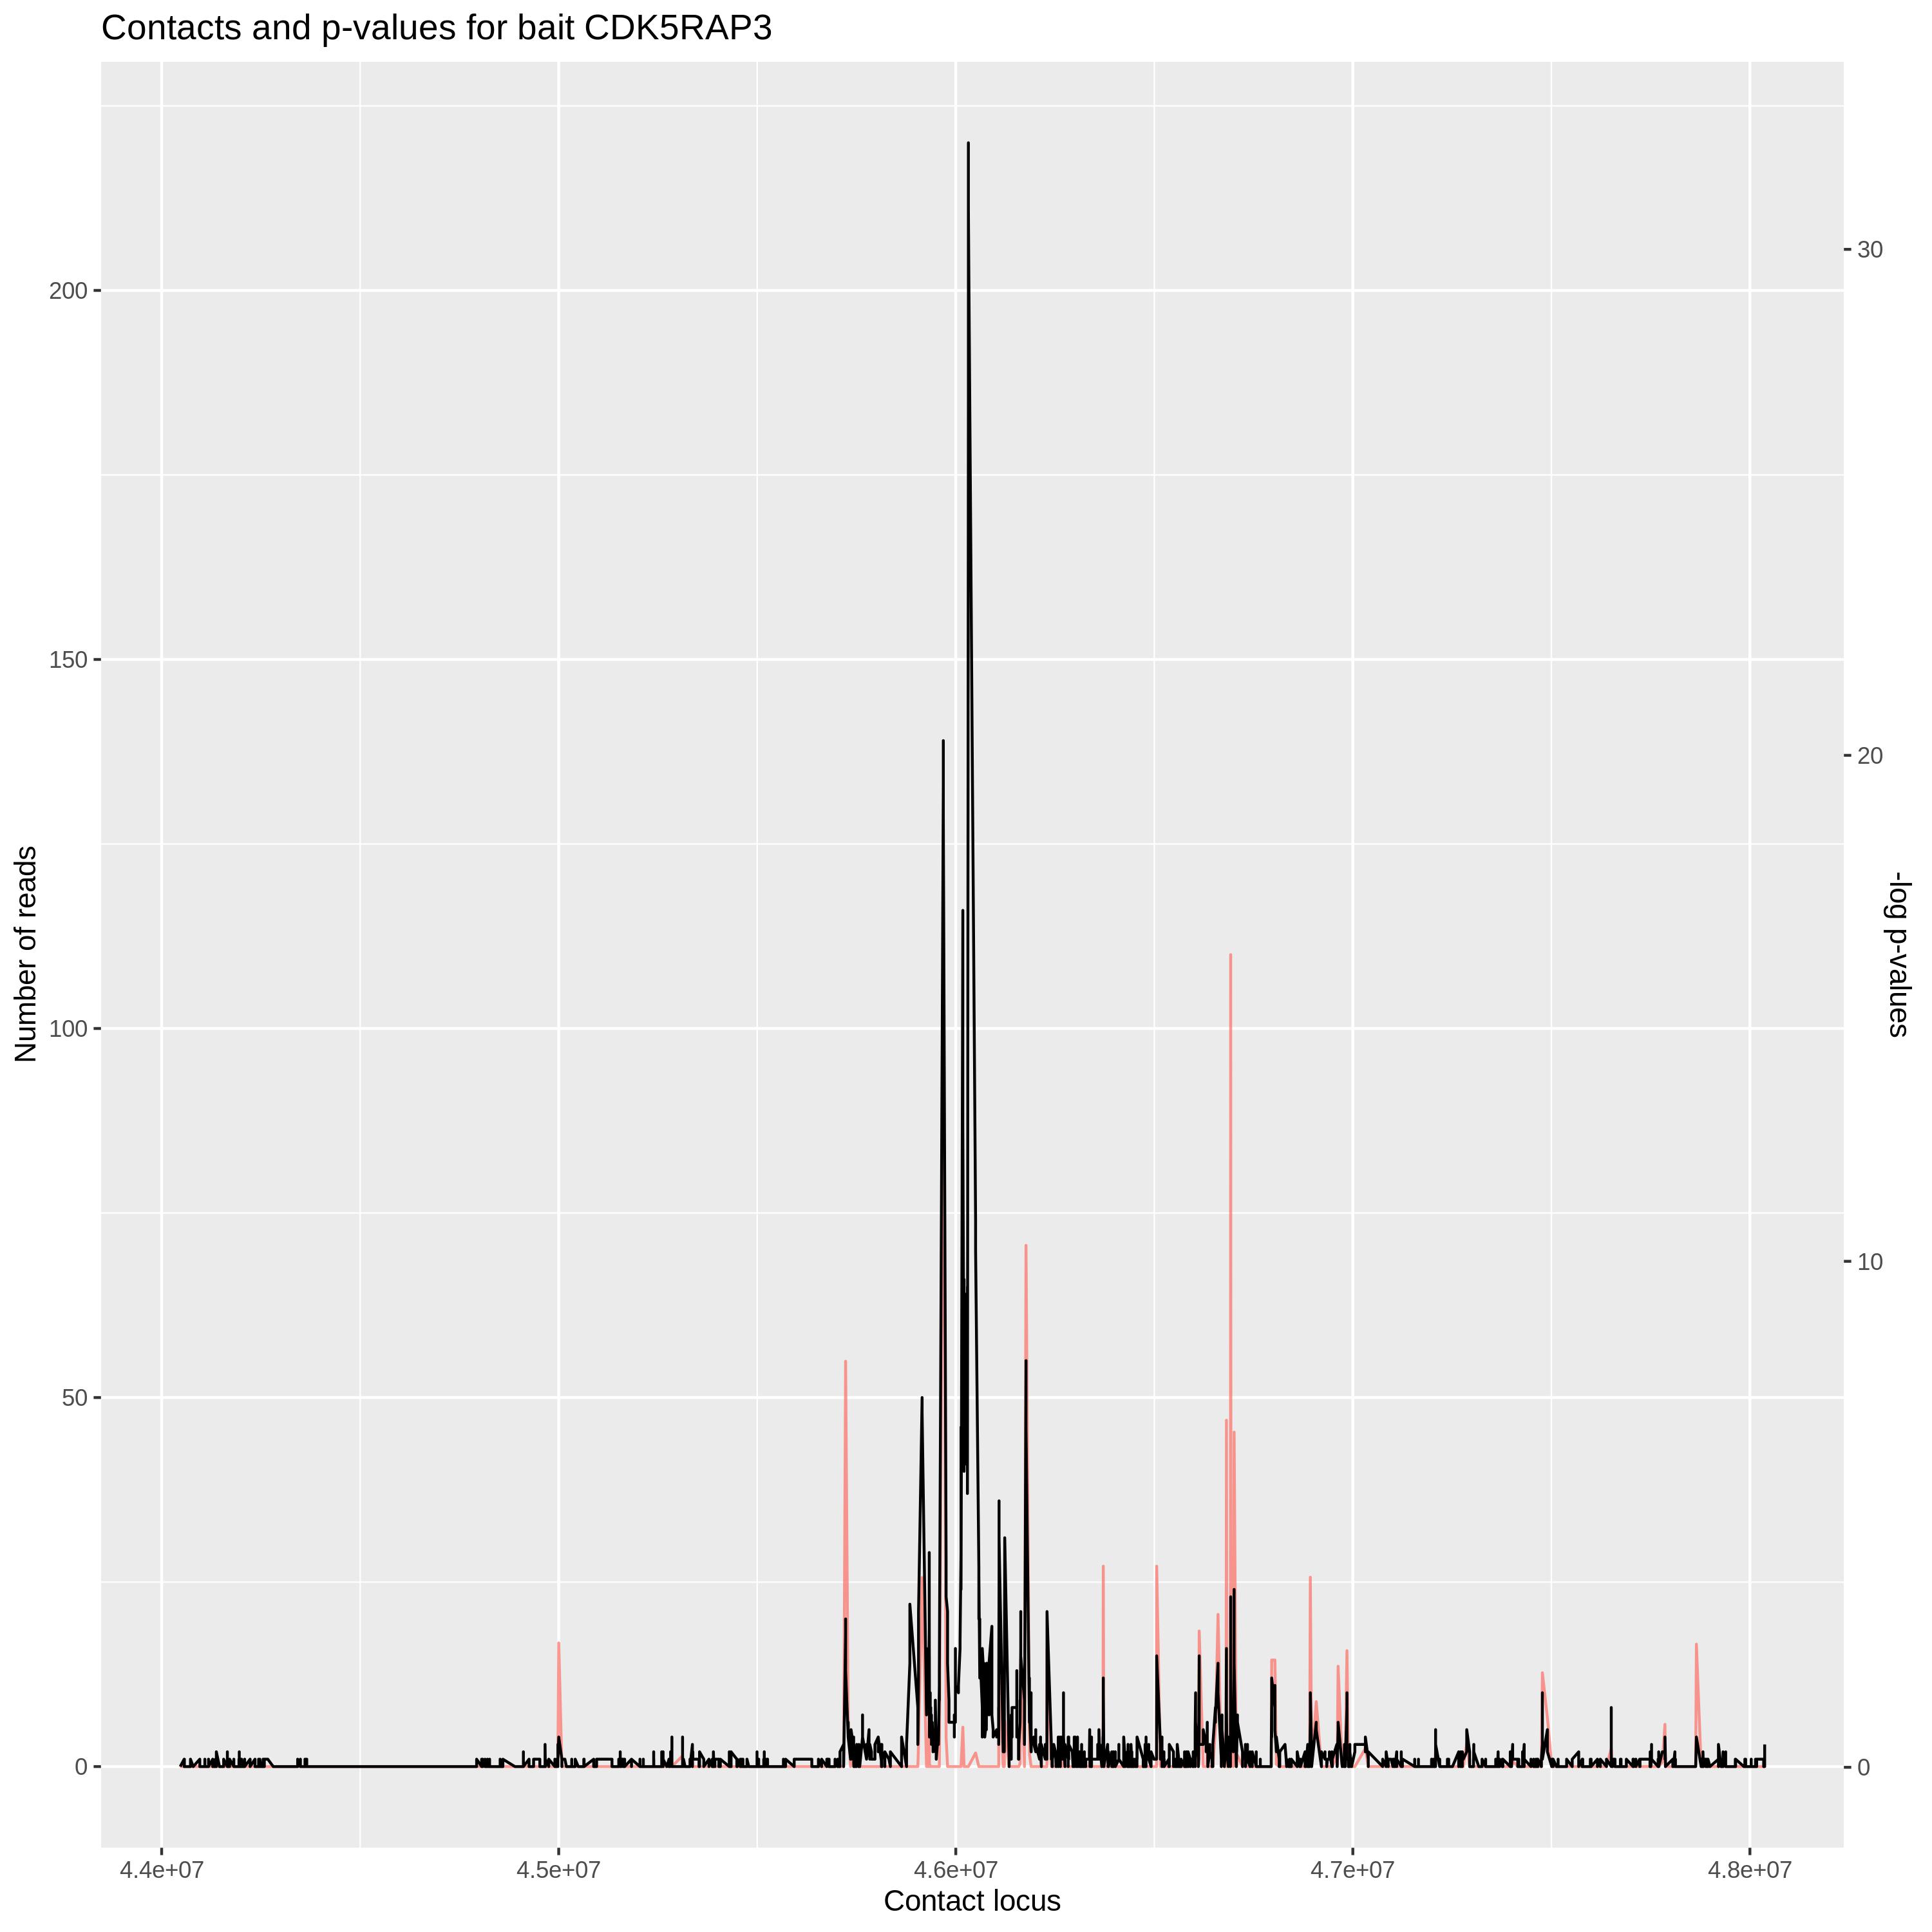 Contacts and p-values for bait CDK5RAP3
Number of reads
200
150
100
50
0
30
20
10
0
-log p-values
4.4e+07
4.5e+07
4.6e+07
4.7e+07
4.8e+07
Contact locus